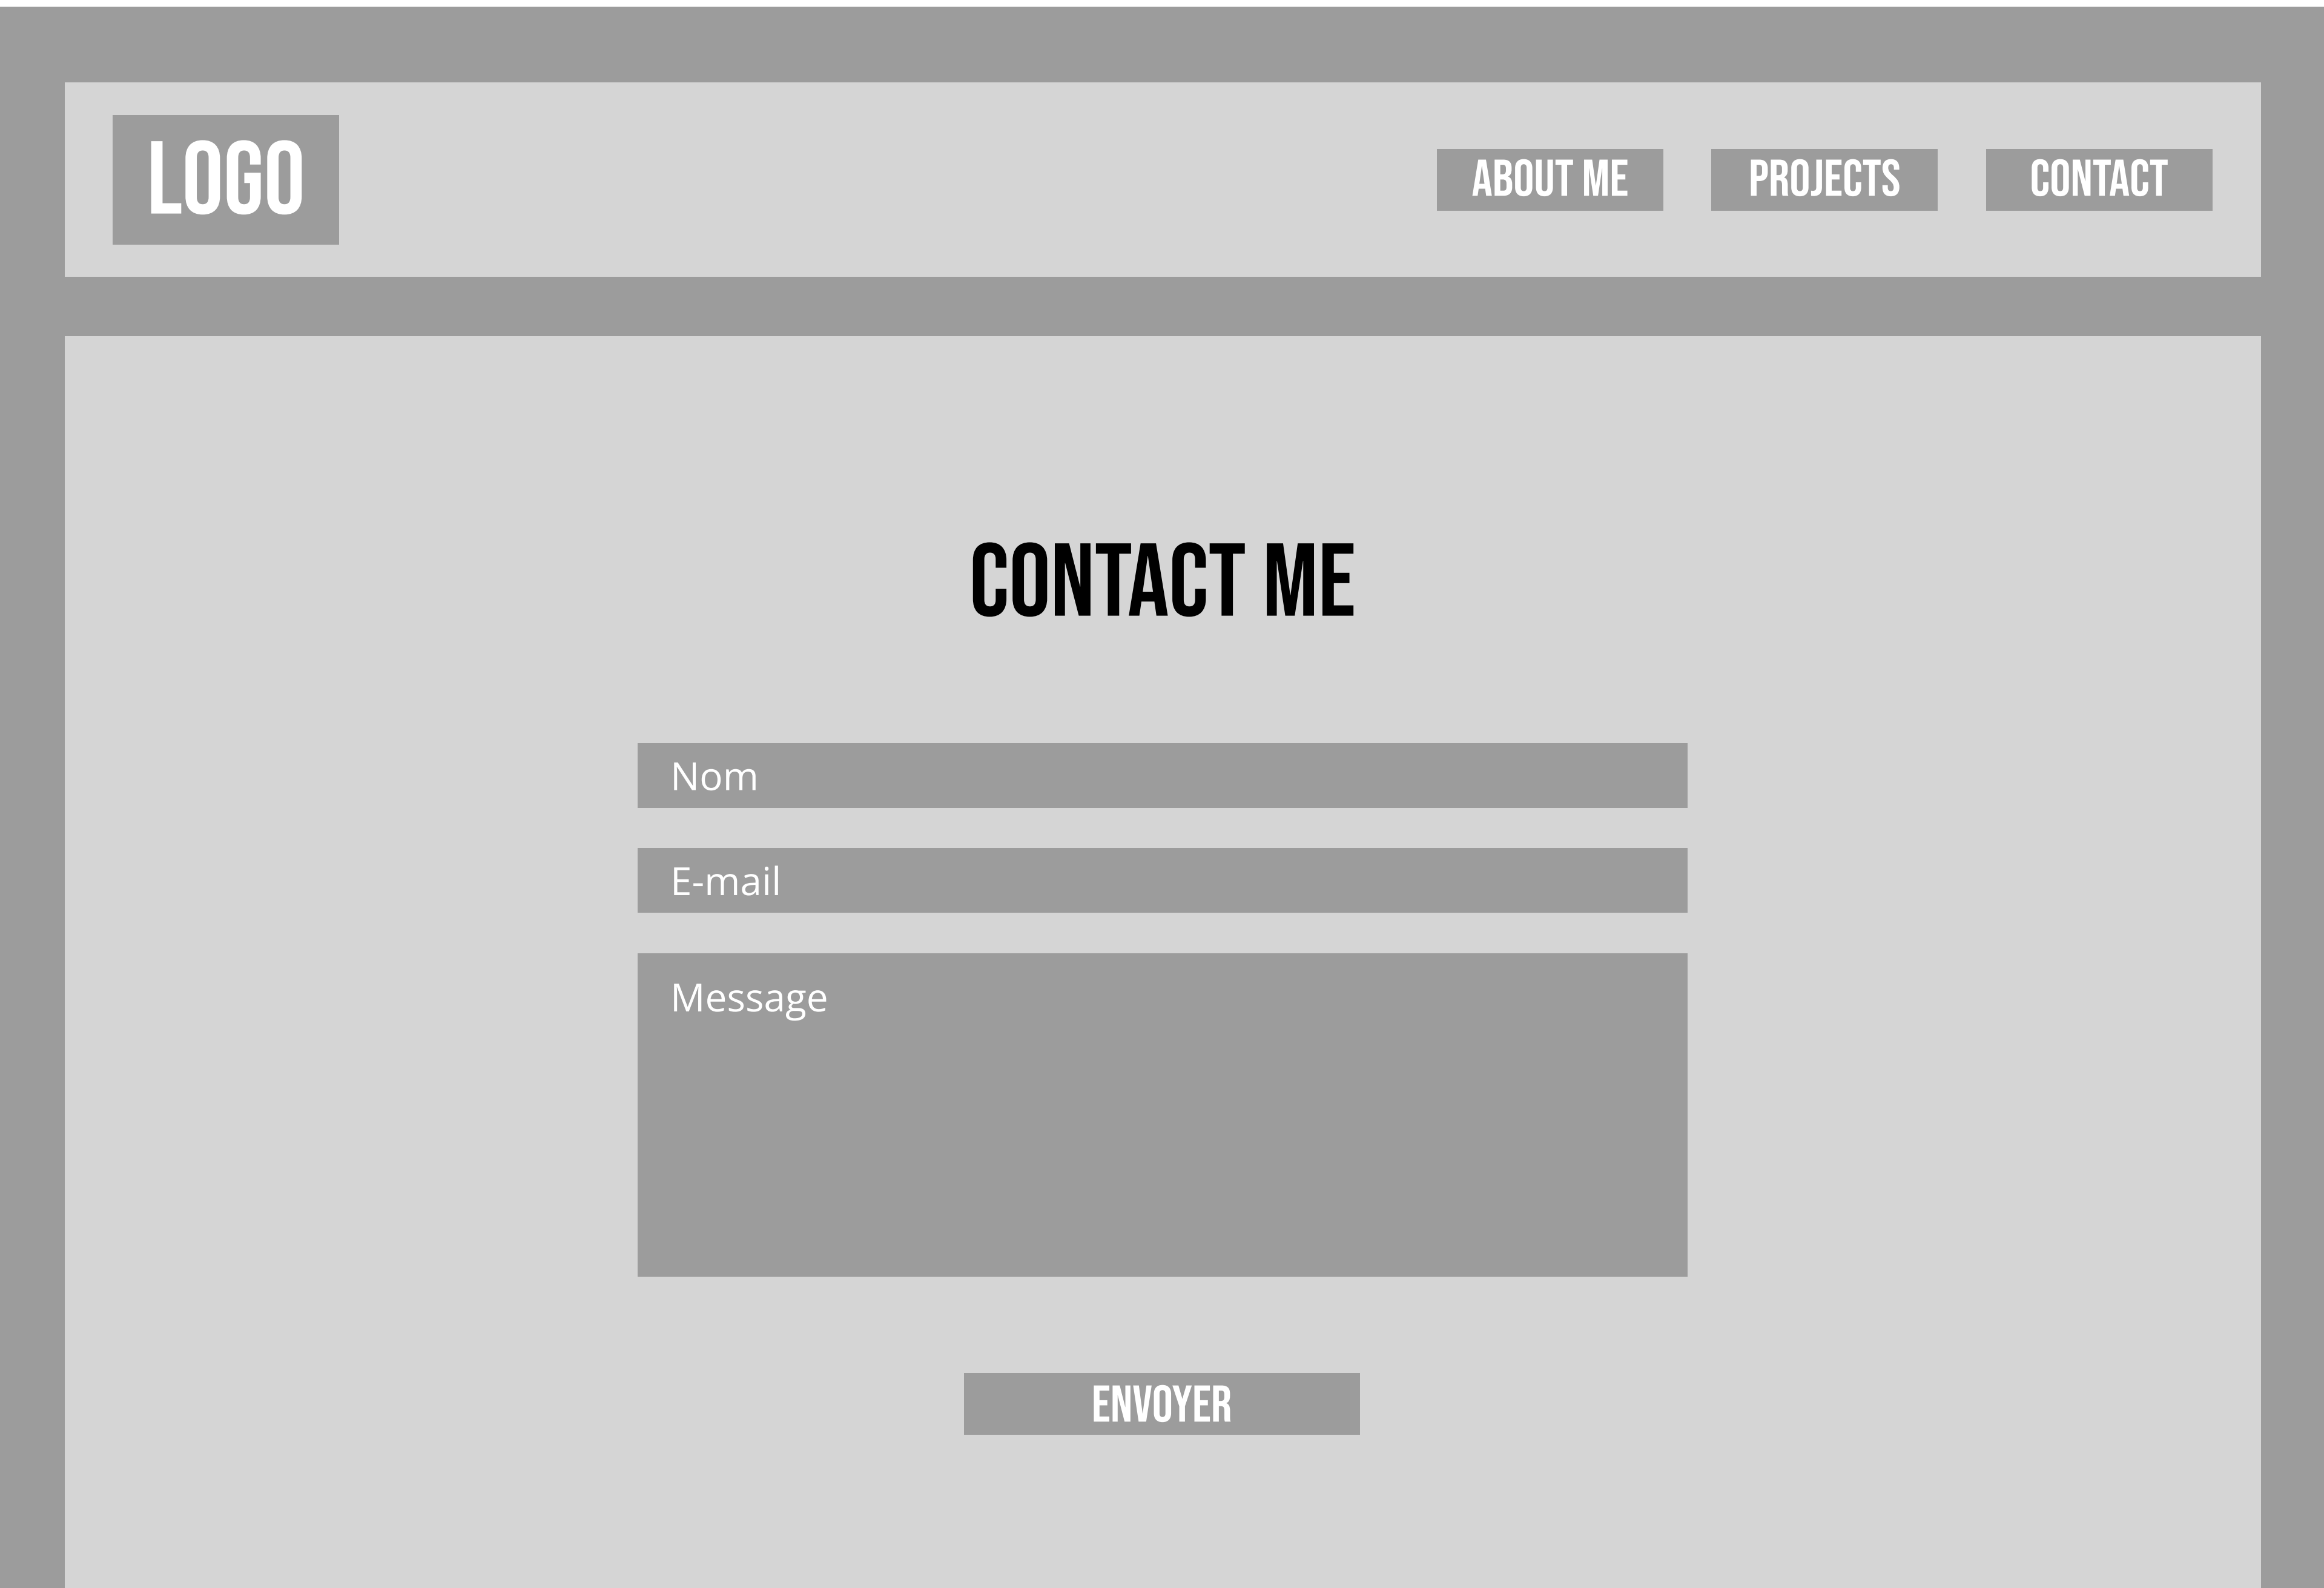 LOGO
ABOUT ME
PROJECTS
CONTACT
CONTACT ME
Nom
E-mail
Message
ENVOYER